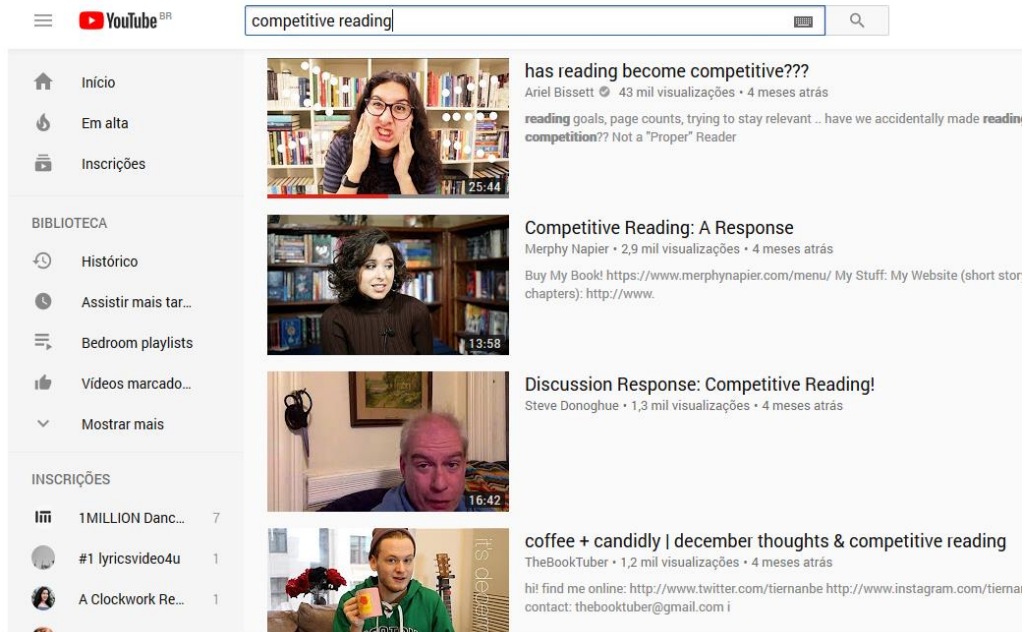 YouTube BR
competitive reading
Início
Em alta
Inscrições
BIBLIOTECA
Histórico
Assistir mais tar...
Bedroom playlists
Vídeos marcado...
Mostrar mais
INSCRIÇÕES
1MILLION Danc... 7
#1 lyricsvideo4u 1
A Clockwork Re... 1
25:44
has reading become competitive???
Ariel Bissett 43 mil visualizações • 4 meses atrás
reading goals, page counts, trying to stay relevant .. have we accidentally made reading
competition?? Not a "Proper" Reader
13:58
Competitive Reading: A Response
Merphy Napier • 2,9 mil visualizações • 4 meses atrás
Buy My Book! https://www.merphynapier.com/menu/ My Stuff: My Website (short stor
chapters): http://www.
16:42
Discussion Response: Competitive Reading!
Steve Donoghue • 1,3 mil visualizações • 4 meses atrás
it's decem
coffee + candidly | december thoughts & competitive reading
TheBookTuber • 1,2 mil visualizações • 4 meses atrás
hi! find me online: http://www.twitter.com/tiernanbe http://www.instagram.com/tierna
contact: thebooktuber@gmail.com i